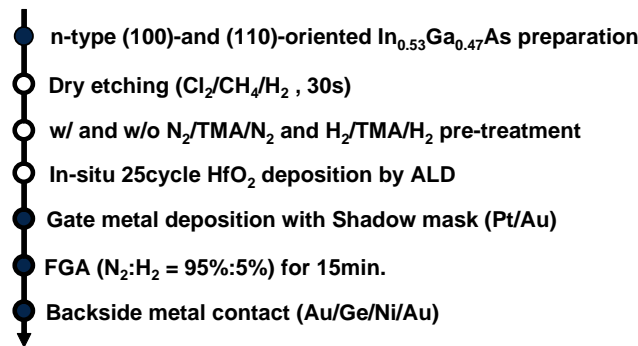 n-type (100)-and (110)-oriented In0.53Ga0.47As preparation
Dry etching (Cl2/CH4/H2 , 30s)
w/ and w/o N2/TMA/N2 and H2/TMA/H2 pre-treatment
In-situ 25cycle HfO2 deposition by ALD
Gate metal deposition with Shadow mask (Pt/Au)
FGA (N2:H2 = 95%:5%) for 15min.
Backside metal contact (Au/Ge/Ni/Au)